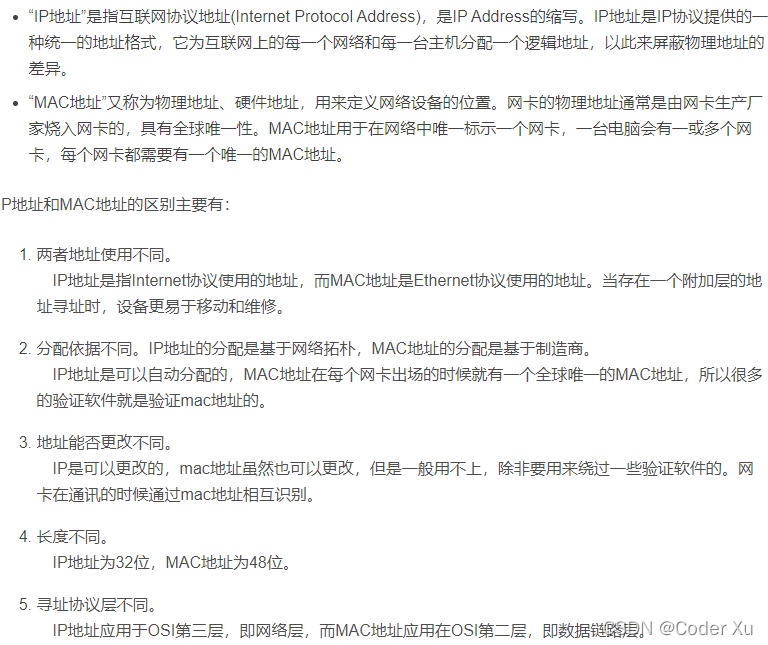 “IP地址”是指互联网协议地址(Internet Protocol Address)，是IP Address的缩写。IP地址是IP协议提供的一
种统一的地址格式，它为互联网上的每一个网络和每一台主机分配一个逻辑地址，以此来屏蔽物理地址的
差异。
“MAC地址”又称为物理地址、硬件地址，用来定义网络设备的位置。网卡的物理地址通常是由网卡生产厂
家烧入网卡的，具有全球唯一性。MAC地址用于在网络中唯一标示一个网卡，一台电脑会有一或多个网
卡，每个网卡都需要有一个唯一的MAC地址。
IP地址和MAC地址的区别主要有：
1. 两者地址使用不同。
IP地址是指Internet协议使用的地址，而MAC地址是Ethernet协议使用的地址。当存在一个附加层的地
址寻址时，设备更易于移动和维修。
2. 分配依据不同。IP地址的分配是基于网络拓朴，MAC地址的分配是基于制造商。
IP地址是可以自动分配的，MAC地址在每个网卡出场的时候就有一个全球唯一的MAC地址，所以很多
的验证软件就是验证mac地址的。
3. 地址能否更改不同。
IP是可以更改的，mac地址虽然也可以更改，但是一般用不上，除非要用来绕过一些验证软件的。网
卡在通讯的时候通过mac地址相互识别。
4. 长度不同。
IP地址为32位，MAC地址为48位。
5. 寻址协议层不同。
IP地址应用于OSI第三层，即网络层，而MAC地址应用在OSI第二层，即数据链路层。
CSDN @Coder Xu